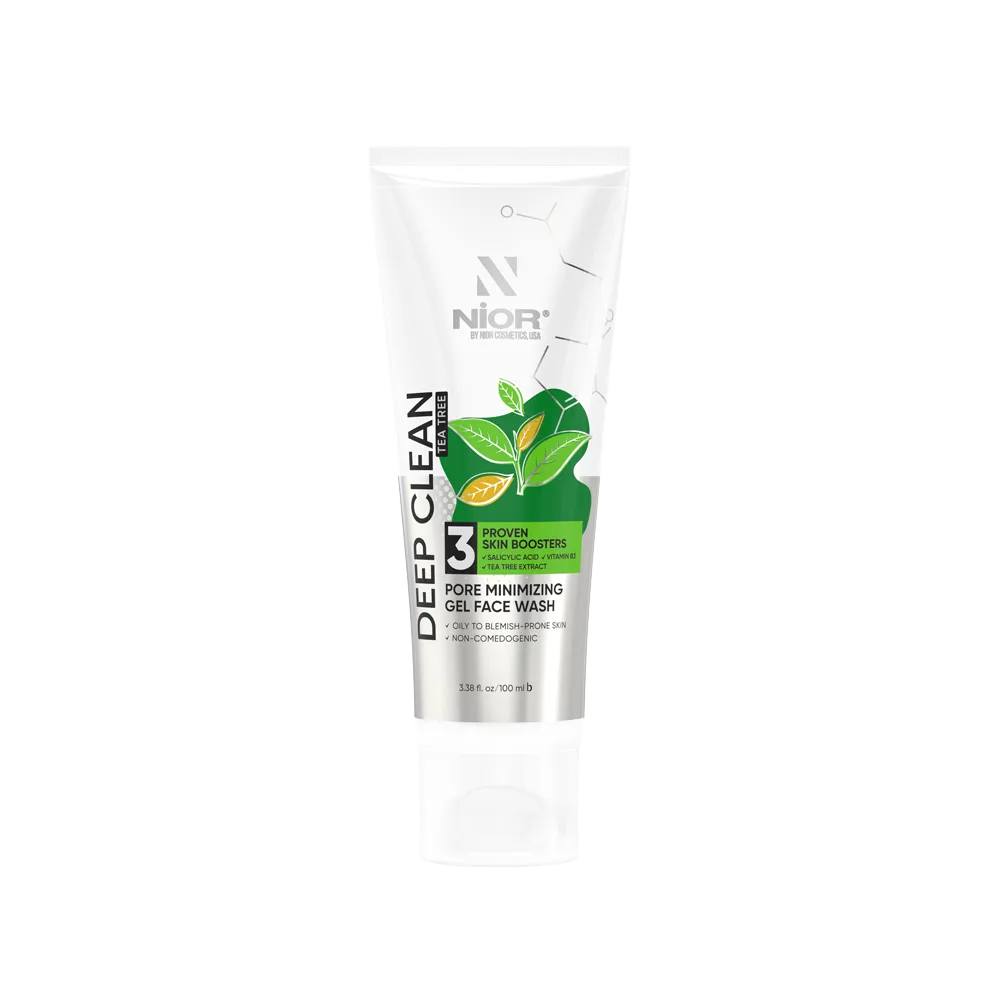 NiOR®
BY NIOR COSMETICS, USA
DEEP CLEAN
TEA TREE
3
PROVEN
SKIN BOOSTERS
✓ SALICYLIC ACID ✓ VITAMIN B3
✓ TEA TREE EXTRACT
PORE MINIMIZING
GEL FACE WASH
✓ OILY TO BLEMISH-PRONE SKIN
✓ NON-COMEDOGENIC
3.38 fl. oz/100 ml b